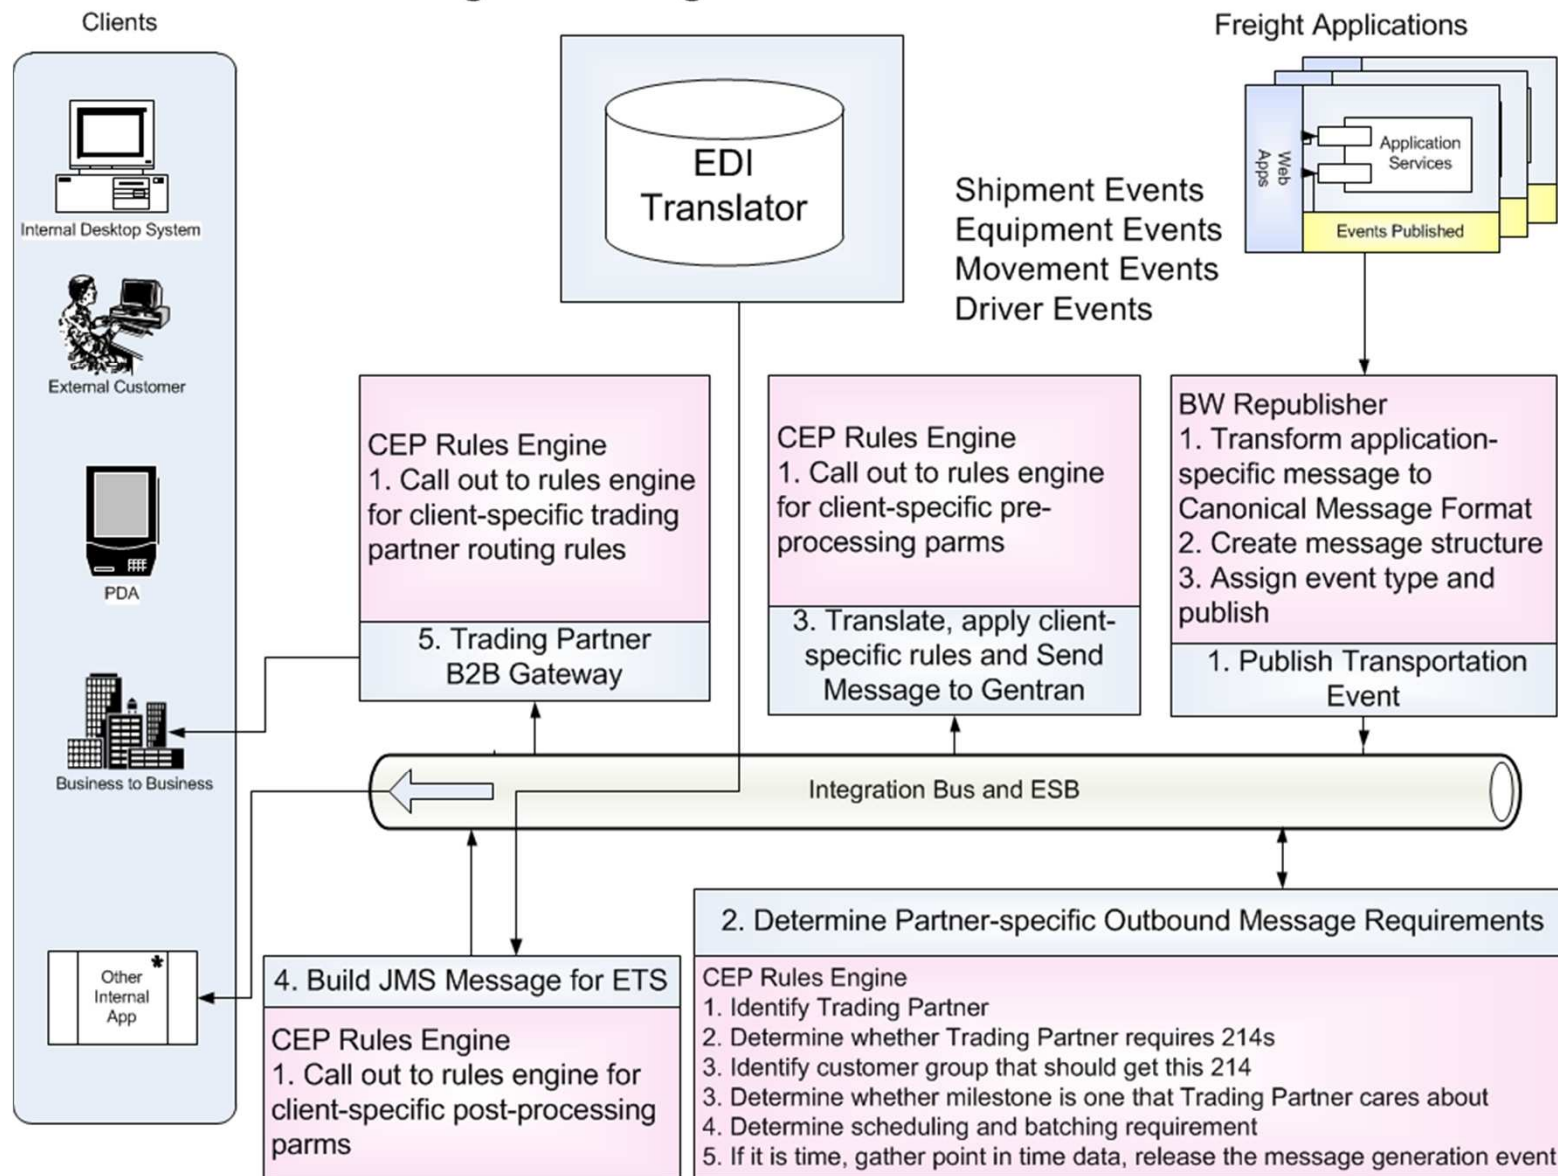 Clients
Freight Applications
Internal Desktop System
External Customer
PDA
Business to Business
Other
Internal
App
*
EDI
Translator
Shipment Events
Equipment Events
Movement Events
Driver Events
Web
Apps
Application
Services
Events Published
CEP Rules Engine
1. Call out to rules engine
for client-specific trading
partner routing rules
5. Trading Partner
B2B Gateway
CEP Rules Engine
1. Call out to rules engine
for client-specific pre-
processing parms
3. Translate, apply client-
specific rules and Send
Message to Gentran
BW Republisher
1. Transform application-
specific message to
Canonical Message Format
2. Create message structure
3. Assign event type and
publish
1. Publish Transportation
Event
Integration Bus and ESB
4. Build JMS Message for ETS
CEP Rules Engine
1. Call out to rules engine for
client-specific post-processing
parms
2. Determine Partner-specific Outbound Message Requirements
CEP Rules Engine
1. Identify Trading Partner
2. Determine whether Trading Partner requires 214s
3. Identify customer group that should get this 214
3. Determine whether milestone is one that Trading Partner cares about
4. Determine scheduling and batching requirement
5. If it is time, gather point in time data, release the message generation event